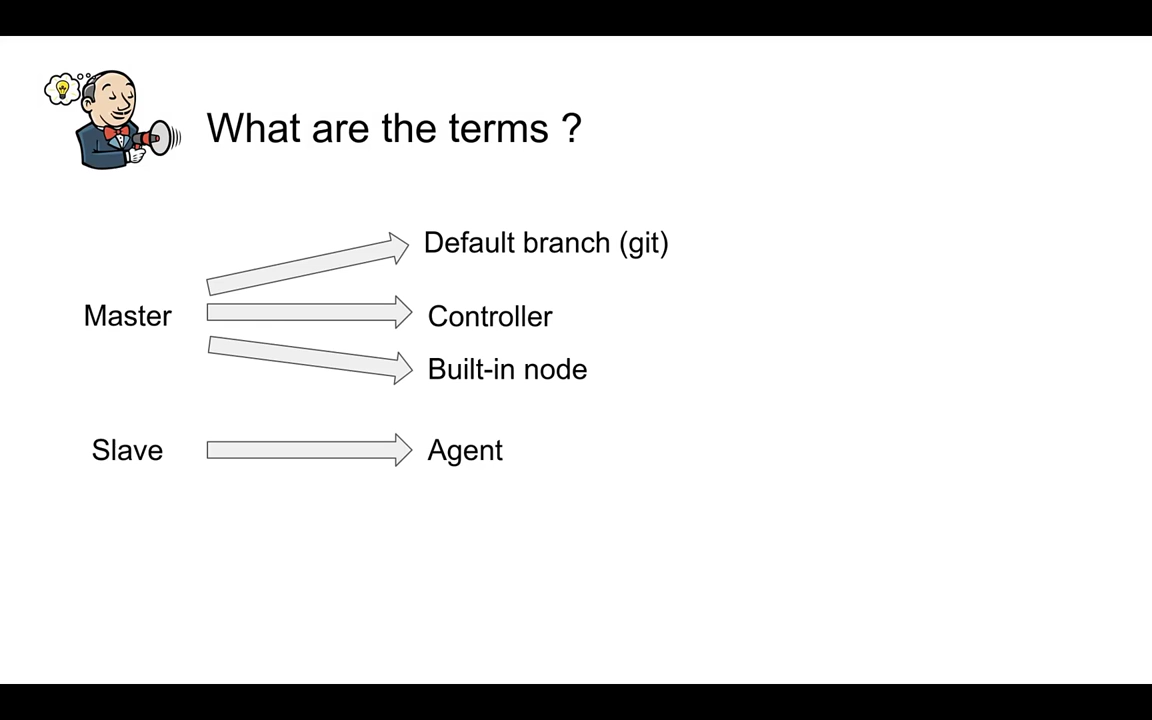 What are the terms ?
Default branch (git)
Master
Controller
Built-in node
Slave
Agent